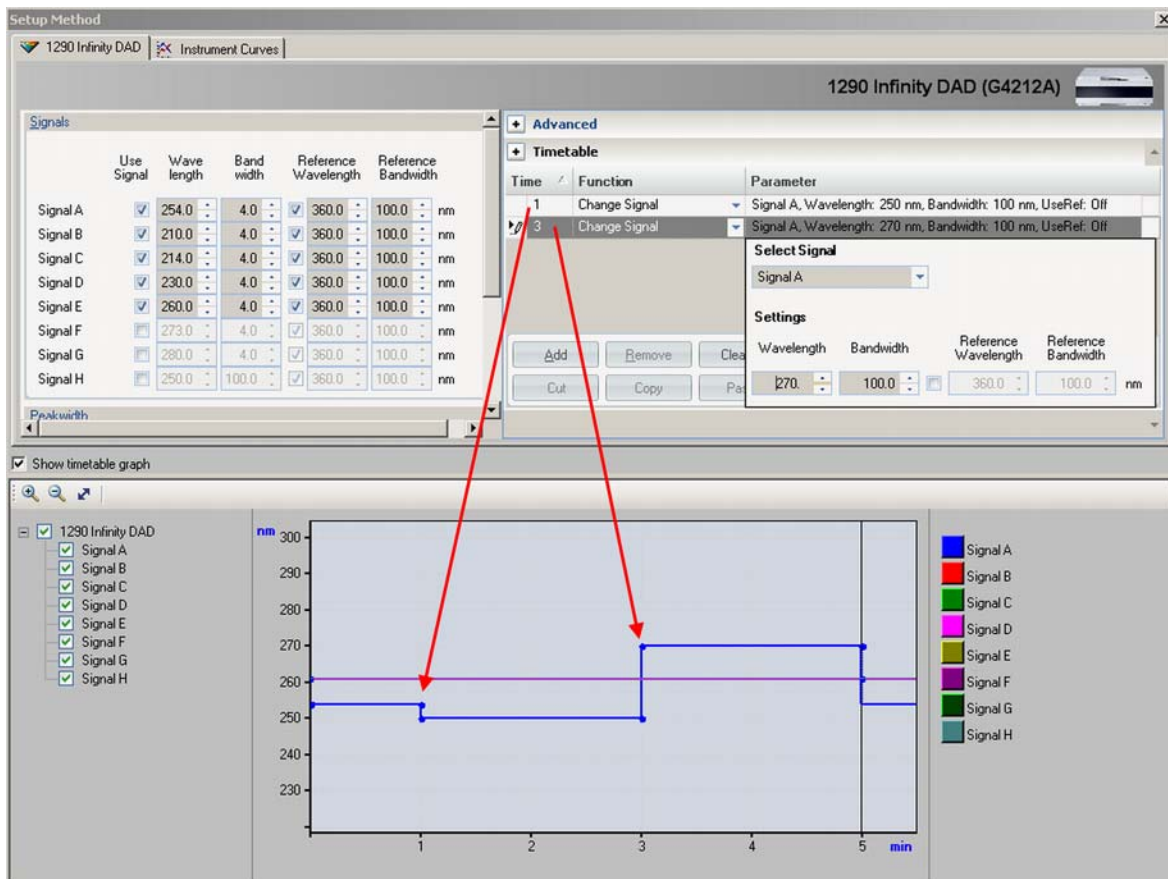 Setup Method
1290 Infinity DAD
Instrument Curves
1290 Infinity DAD (G4212A)
Signals
Use Signal Wave length Band width Reference Wavelength Reference Bandwidth
Signal A 254.0 4.0 360.0 100.0 nm
Signal B 210.0 4.0 360.0 100.0 nm
Signal C 214.0 4.0 360.0 100.0 nm
Signal D 230.0 4.0 360.0 100.0 nm
Signal E 260.0 4.0 360.0 100.0 nm
Signal F 273.0 4.0 360.0 100.0 nm
Signal G 280.0 4.0 360.0 100.0 nm
Signal H 250.0 100.0 360.0 100.0 nm
Peakwidth
Advanced
Timetable
Time Function Parameter
1 Change Signal Signal A, Wavelength: 250 nm, Bandwidth: 100 nm, UseRef: Off
3 Change Signal Signal A, Wavelength: 270 nm, Bandwidth: 100 nm, UseRef: Off
Select Signal
Signal A
Settings
Wavelength Bandwidth Reference Wavelength Reference Bandwidth
270. 100.0 360.0 100.0 nm
Add Remove Clea
Cut Copy Pas
Show timetable graph
1290 Infinity DAD
Signal A
Signal B
Signal C
Signal D
Signal E
Signal F
Signal G
Signal H
nm
300
290
280
270
260
250
240
230
1 2 3 4 5 min
Signal A
Signal B
Signal C
Signal D
Signal E
Signal F
Signal G
Signal H